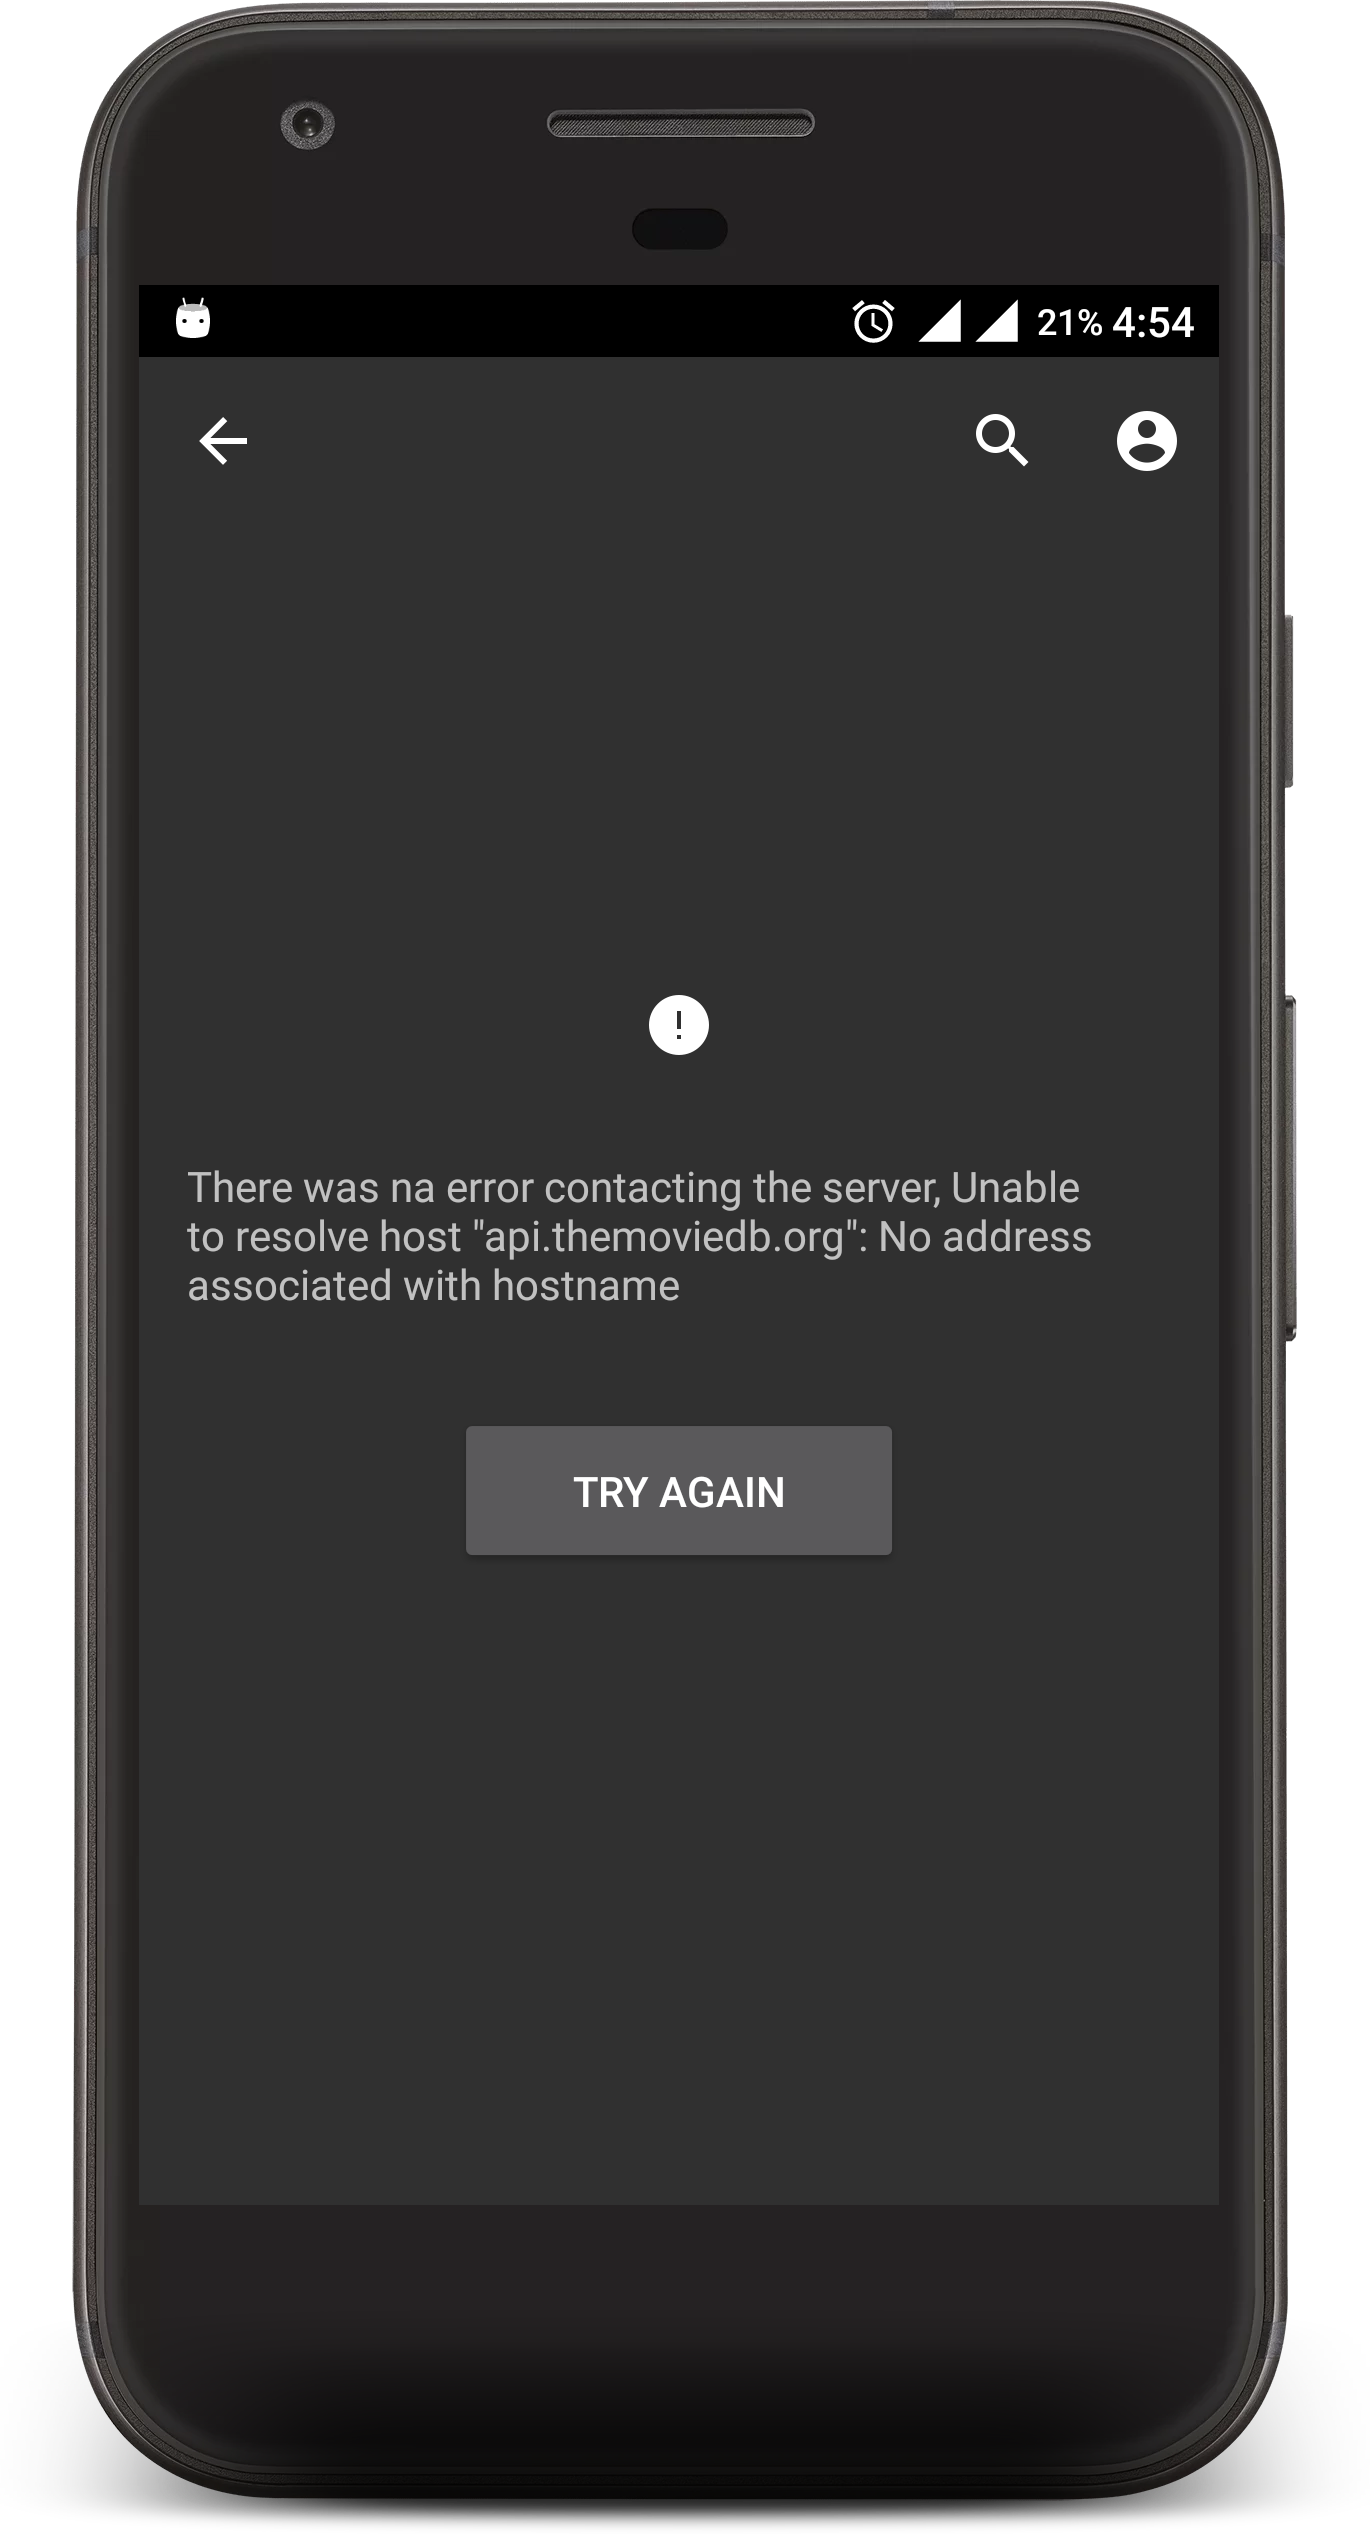 21% 4:54
There was na error contacting the server, Unable
to resolve host "api.themoviedb.org": No address
associated with hostname
TRY AGAIN